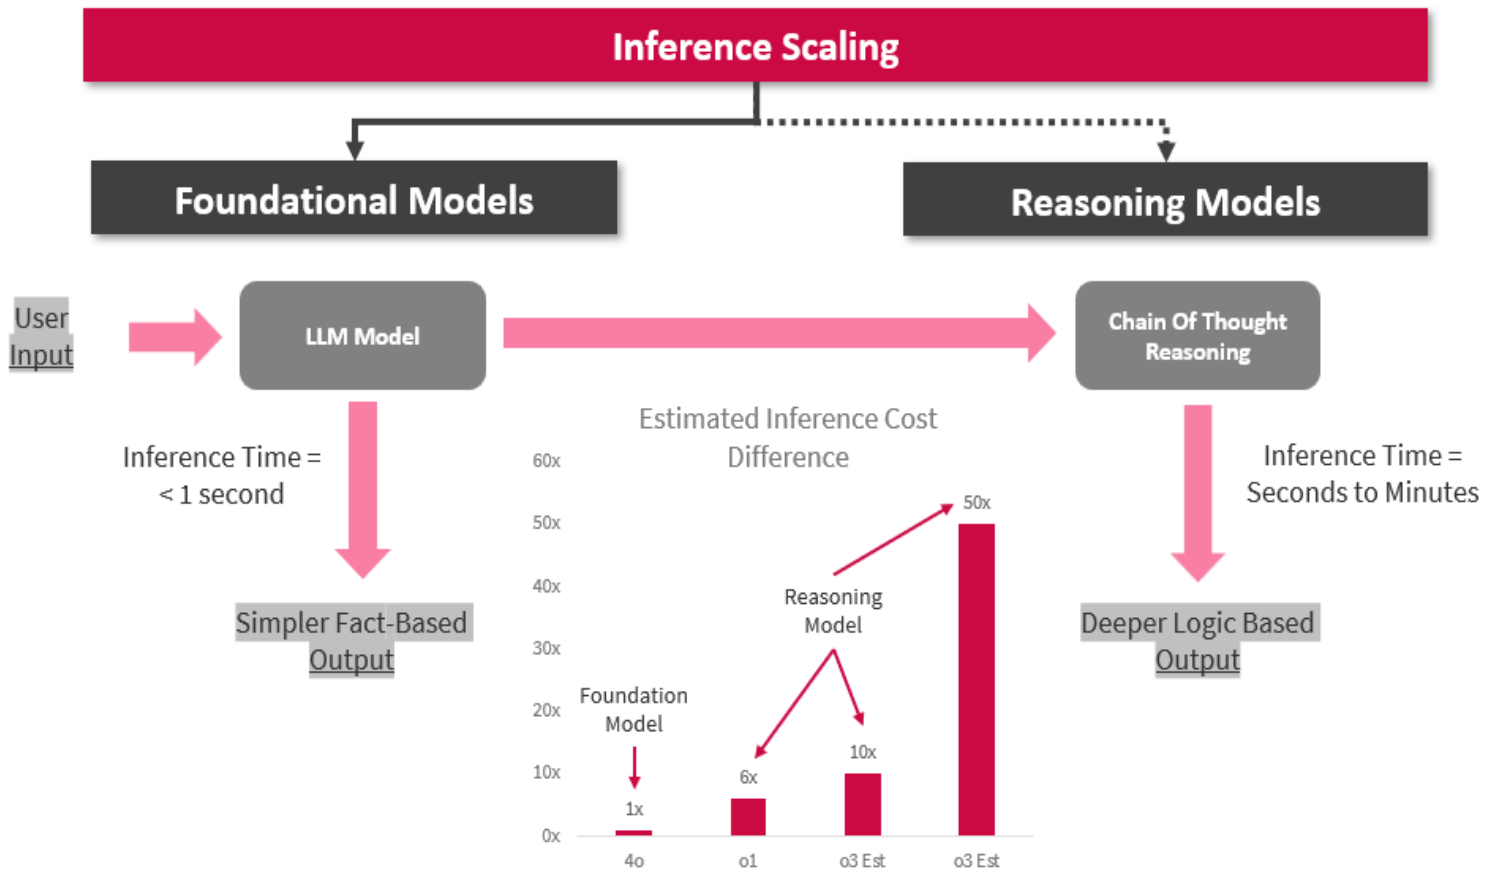 Inference Scaling
Foundational Models
Reasoning Models
User
Input
LLM Model
Chain Of Thought
Reasoning
Inference Time =
< 1 second
Inference Time =
Seconds to Minutes
Simpler Fact-Based
Output
Deeper Logic Based
Output
Estimated Inference Cost
Difference
60x
50x
40x
30x
20x
10x
0x
Foundation
Model
Reasoning
Model
1x
6x
10x
50x
4o
o1
o3 Est
o3 Est